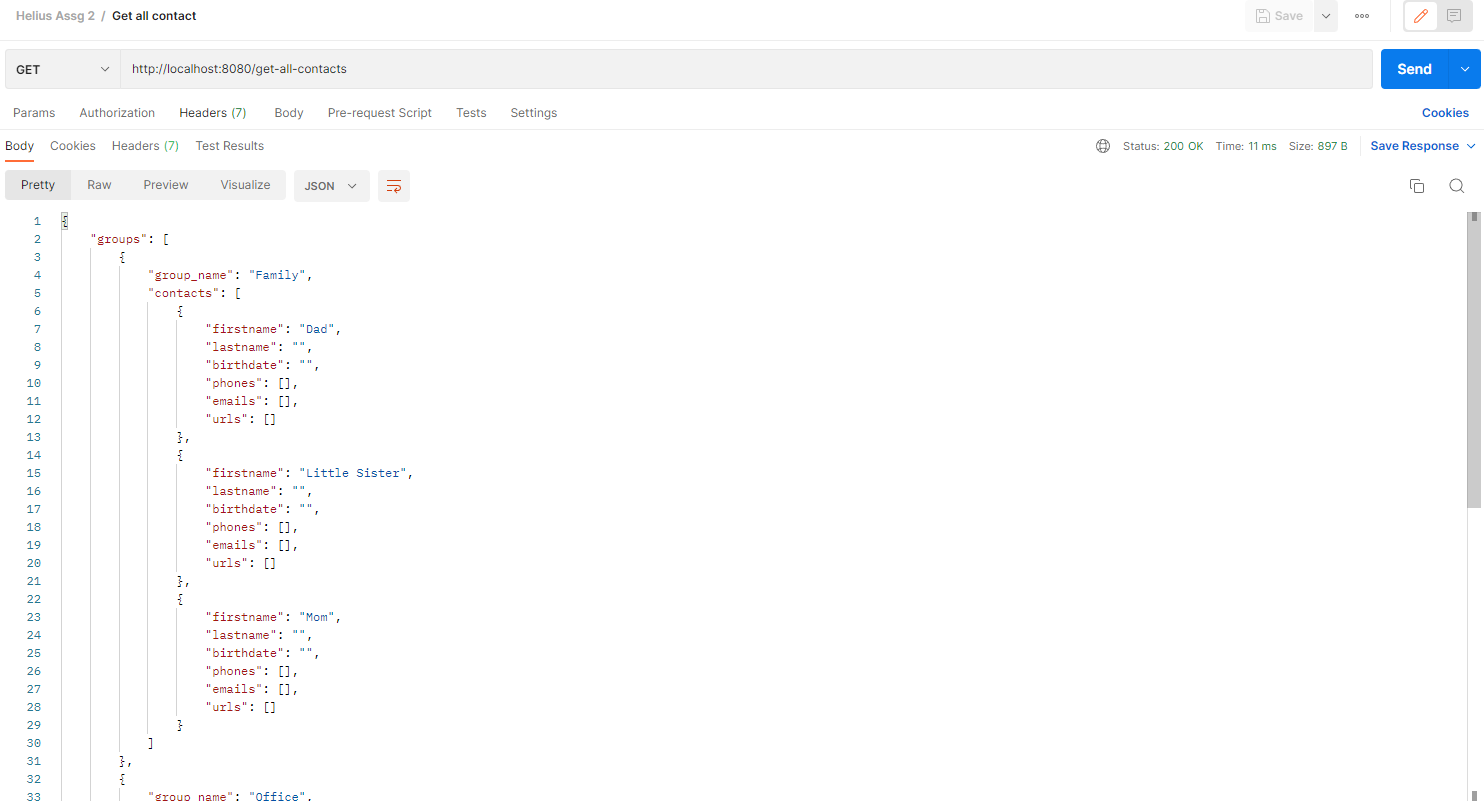 Helius Assg 2 / Get all contact
Save
GET
http://localhost:8080/get-all-contacts
Send
Params Authorization Headers (7) Body Pre-request Script Tests Settings
Cookies
Body Cookies Headers (7) Test Results
Status: 200 OK Time: 11 ms Size: 897 B
Save Response
Pretty Raw Preview Visualize
JSON
1 {
2 "groups": [
3 {
4 "group_name": "Family",
5 "contacts": [
6 {
7 "firstname": "Dad",
8 "lastname": "",
9 "birthdate": "",
10 "phones": [],
11 "emails": [],
12 "urls": []
13 },
14 {
15 "firstname": "Little Sister",
16 "lastname": "",
17 "birthdate": "",
18 "phones": [],
19 "emails": [],
20 "urls": []
21 },
22 {
23 "firstname": "Mom",
24 "lastname": "",
25 "birthdate": "",
26 "phones": [],
27 "emails": [],
28 "urls": []
29 }
30 ]
31 },
32 {
33 "group_name": "Office",